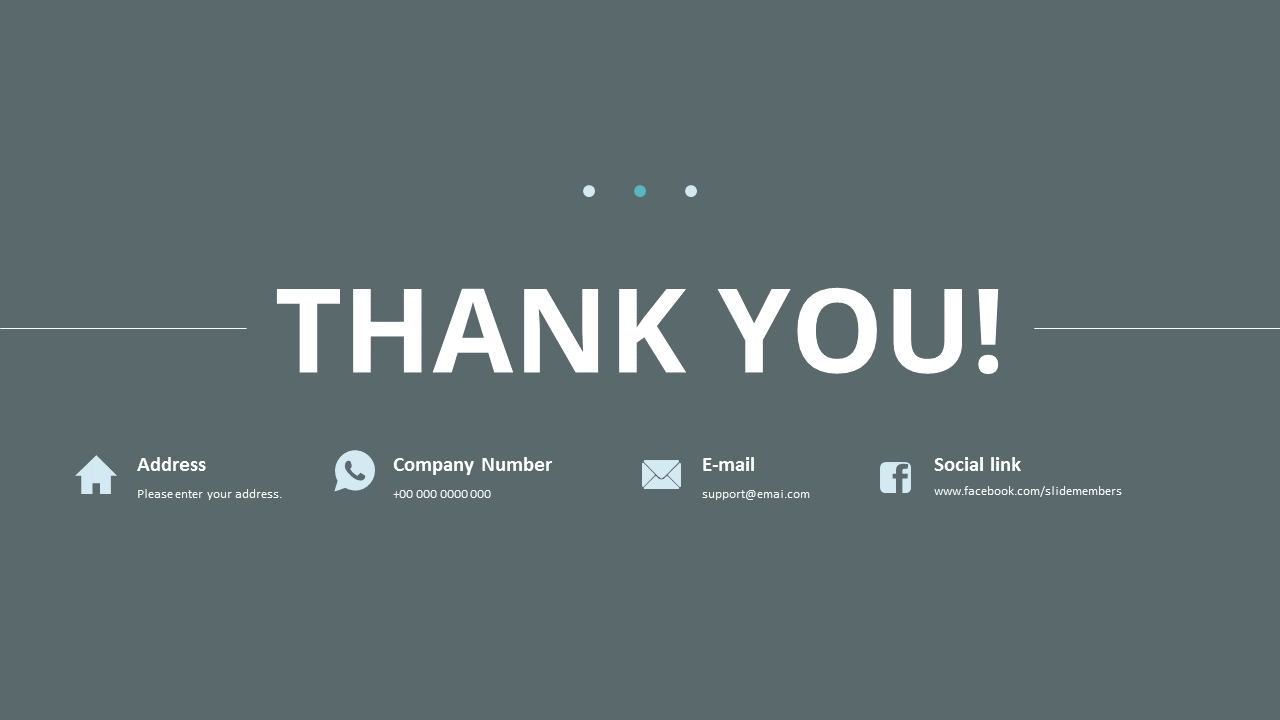 THANK YOU!
Address
Please enter your address.
Company Number
+00 000 0000 000
E-mail
support@emai.com
Social link
www.facebook.com/slidemembers